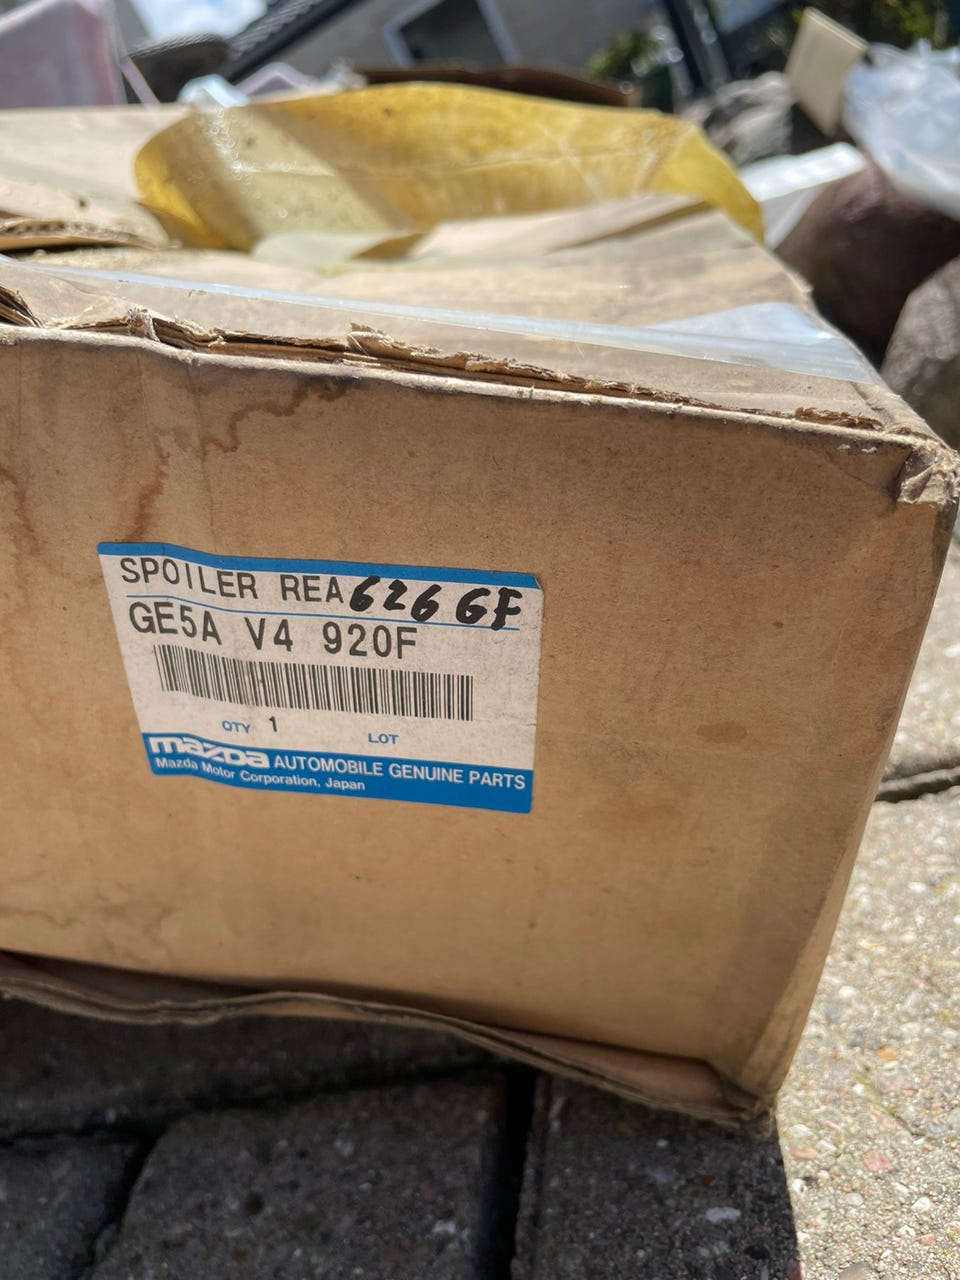 SPOILER REA 626 GF
GE5A V4 920F
QTY 1 LOT
mazda AUTOMOBILE GENUINE PARTS
Mazda Motor Corporation, Japan